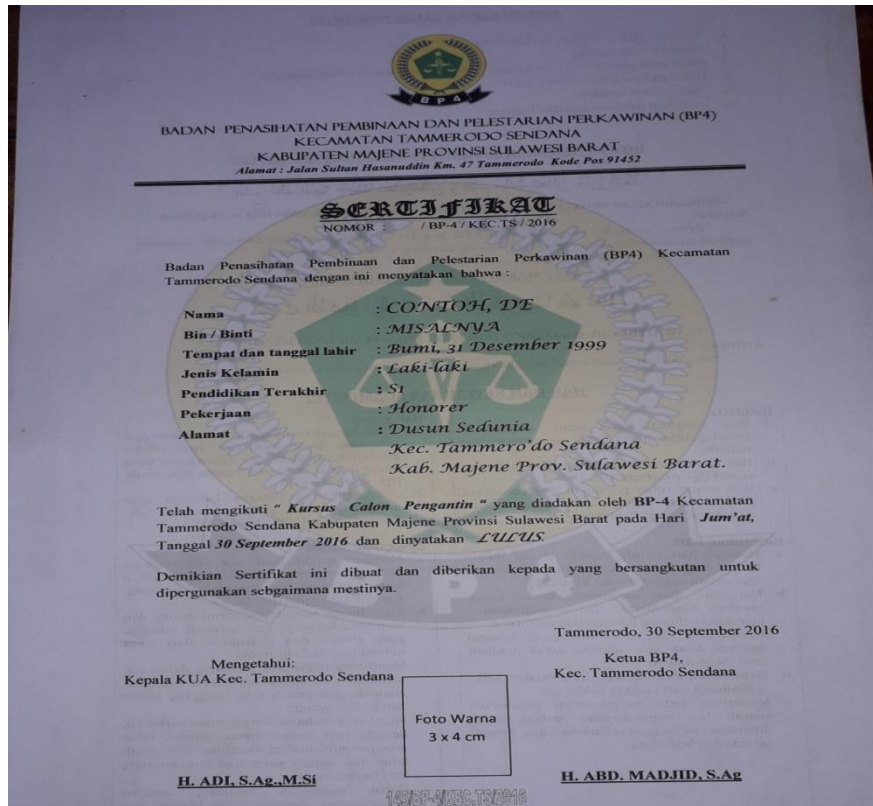 BP4
BADAN PENASIHATAN PEMBINAAN DAN PELESTARIAN PERKAWINAN (BP4)
KECAMATAN TAMMERODO SENDANA
KABUPATEN MAJENE PROVINSI SULAWESI BARAT
Alamat : Jalan Sultan Hasanuddin Km. 47 Tammerodo Kode Pos 91452
SERTIFIKAT
NOMOR : / BP-4 / KEC.TS / 2016
Badan Penasihatan Pembinaan dan Pelestarian Perkawinan (BP4) Kecamatan
Tammerodo Sendana dengan ini menyatakan bahwa :
Nama : CONTOH, DE
Bin / Binti : MISALNYA
Tempat dan tanggal lahir : Bumi, 31 Desember 1999
Jenis Kelamin : Laki-laki
Pendidikan Terakhir : S1
Pekerjaan : Honorer
Alamat : Dusun Sedunia
Kec. Tammero'do Sendana
Kab. Majene Prov. Sulawesi Barat.
Telah mengikuti " Kursus Calon Pengantin " yang diadakan oleh BP-4 Kecamatan
Tammerodo Sendana Kabupaten Majene Provinsi Sulawesi Barat pada Hari Jum'at,
Tanggal 30 September 2016 dan dinyatakan LULUS.
Demikian Sertifikat ini dibuat dan diberikan kepada yang bersangkutan untuk
dipergunakan sebgaimana mestinya.
BP4
Tammerodo, 30 September 2016
Mengetahui:
Kepala KUA Kec. Tammerodo Sendana
Ketua BP4,
Kec. Tammerodo Sendana
Foto Warna
3 x 4 cm
H. ADI, S.Ag.,M.Si
H. ABD. MADJID, S.Ag
145/BP-4/KEC.TS/2016